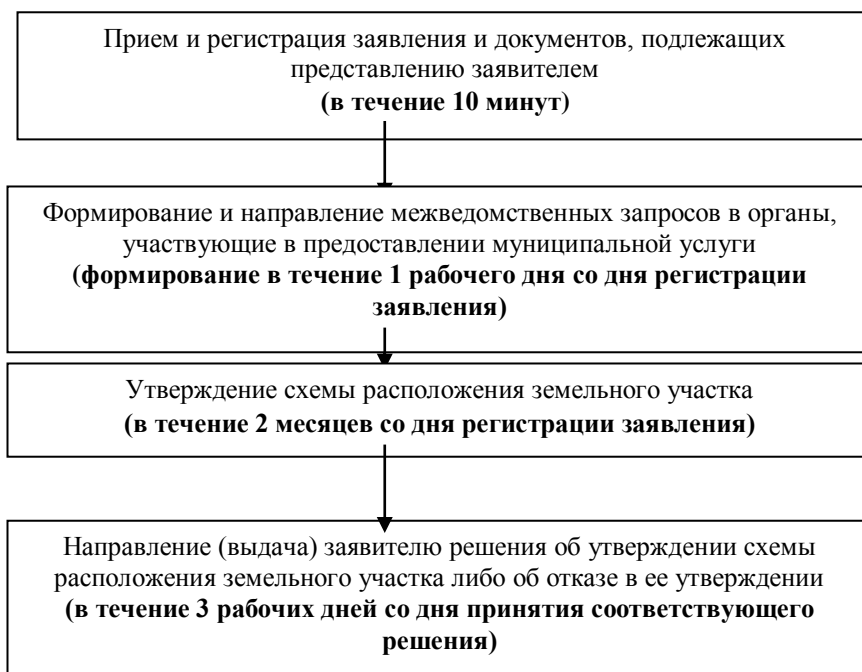 Прием и регистрация заявления и документов, подлежащих
представлению заявителем
(в течение 10 минут)
Формирование и направление межведомственных запросов в органы,
участвующие в предоставлении муниципальной услуги
(формирование в течение 1 рабочего дня со дня регистрации
заявления)
Утверждение схемы расположения земельного участка
(в течение 2 месяцев со дня регистрации заявления)
Направление (выдача) заявителю решения об утверждении схемы
расположения земельного участка либо об отказе в ее утверждении
(в течение 3 рабочих дней со дня принятия соответствующего
решения)